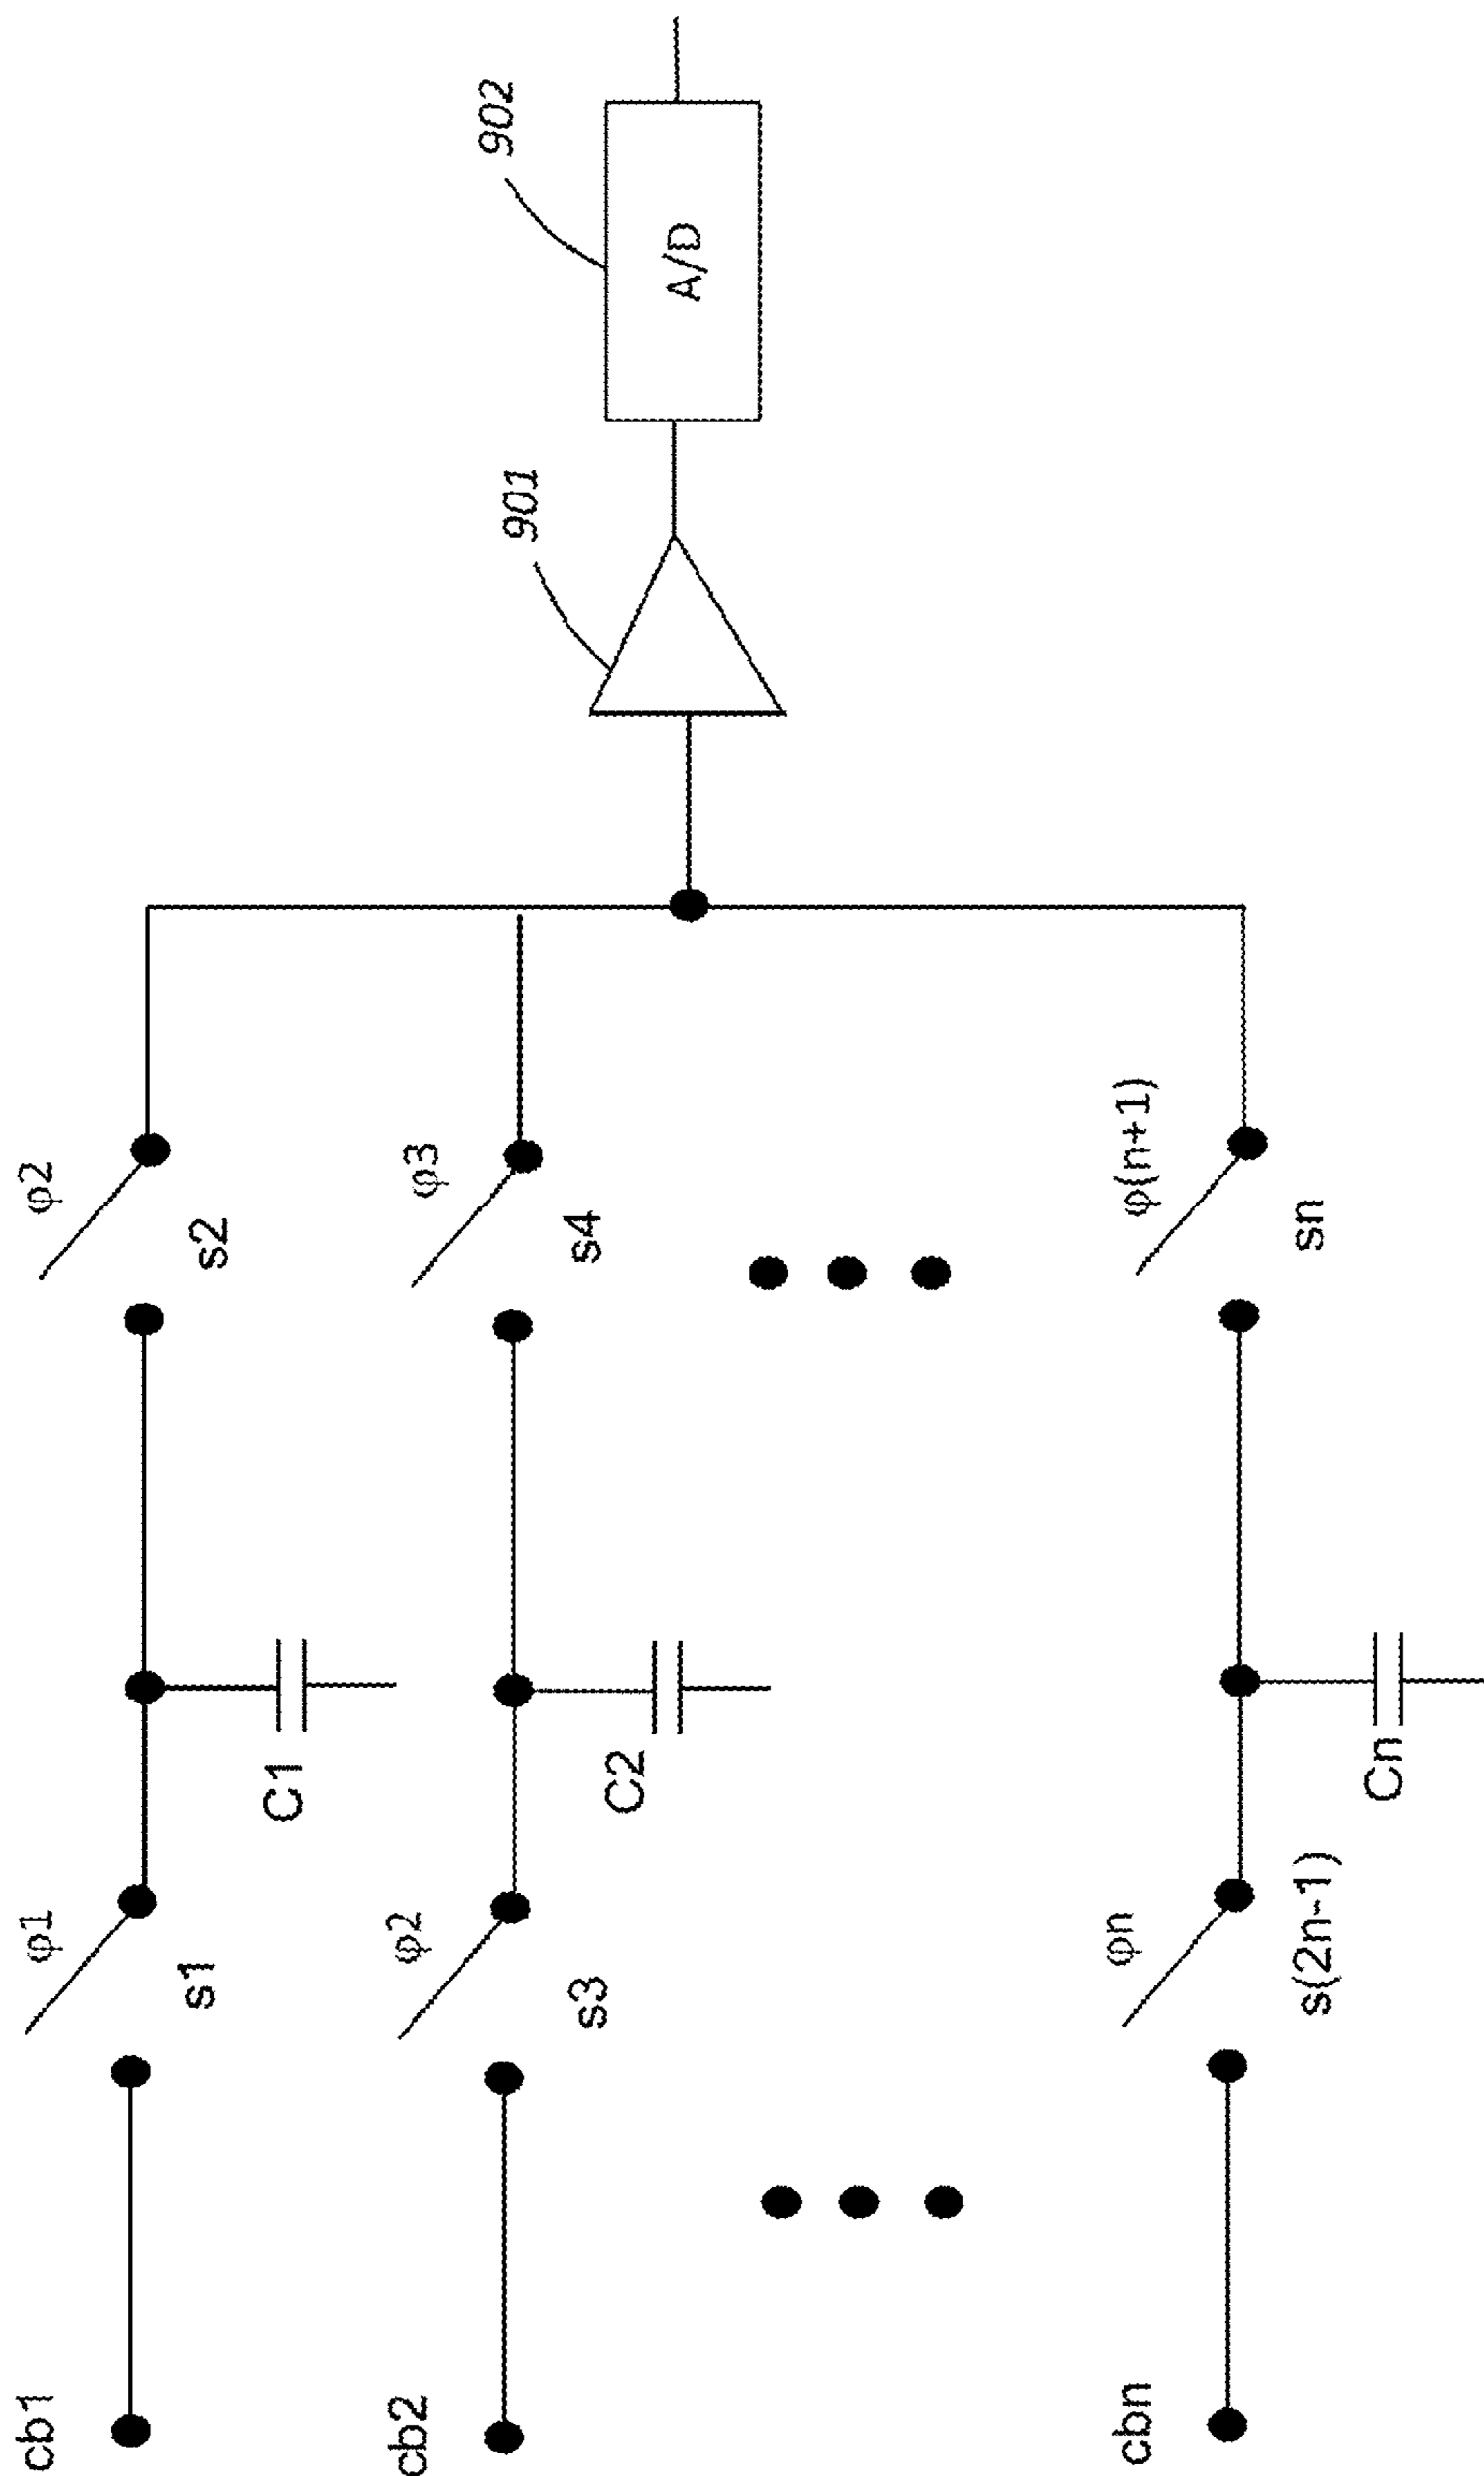 cb1
φ1
s1
C1
φ2
s2
cb2
φ2
s3
C2
φ3
s4
cbn
φn
s(2n-1)
Cn
φ(n+1)
sn
901
A/D
902